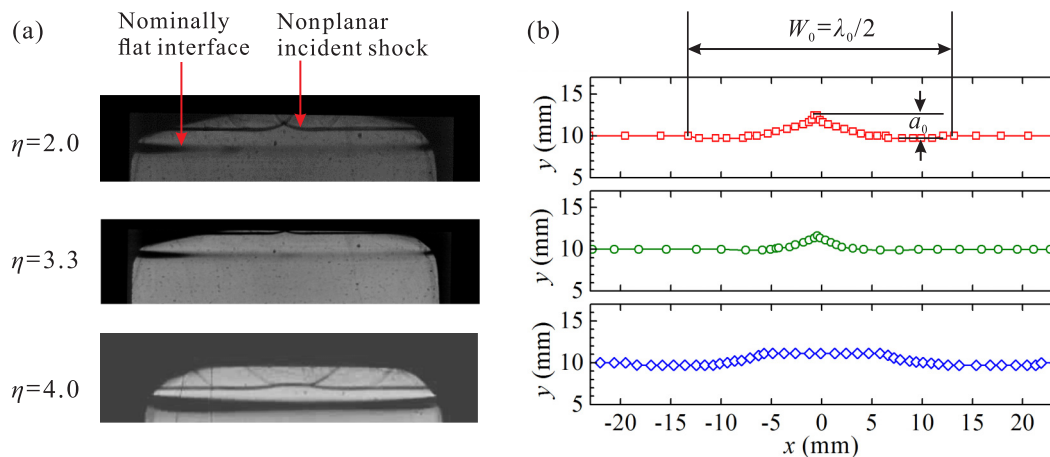 (a)
Nominally
flat interface
Nonplanar
incident shock
η=2.0
η=3.3
η=4.0
(b)
W₀=λ₀/2
a₀
15
10
5
y (mm)
15
10
5
y (mm)
15
10
5
y (mm)
-20 -15 -10 -5 0 5 10 15 20
x (mm)